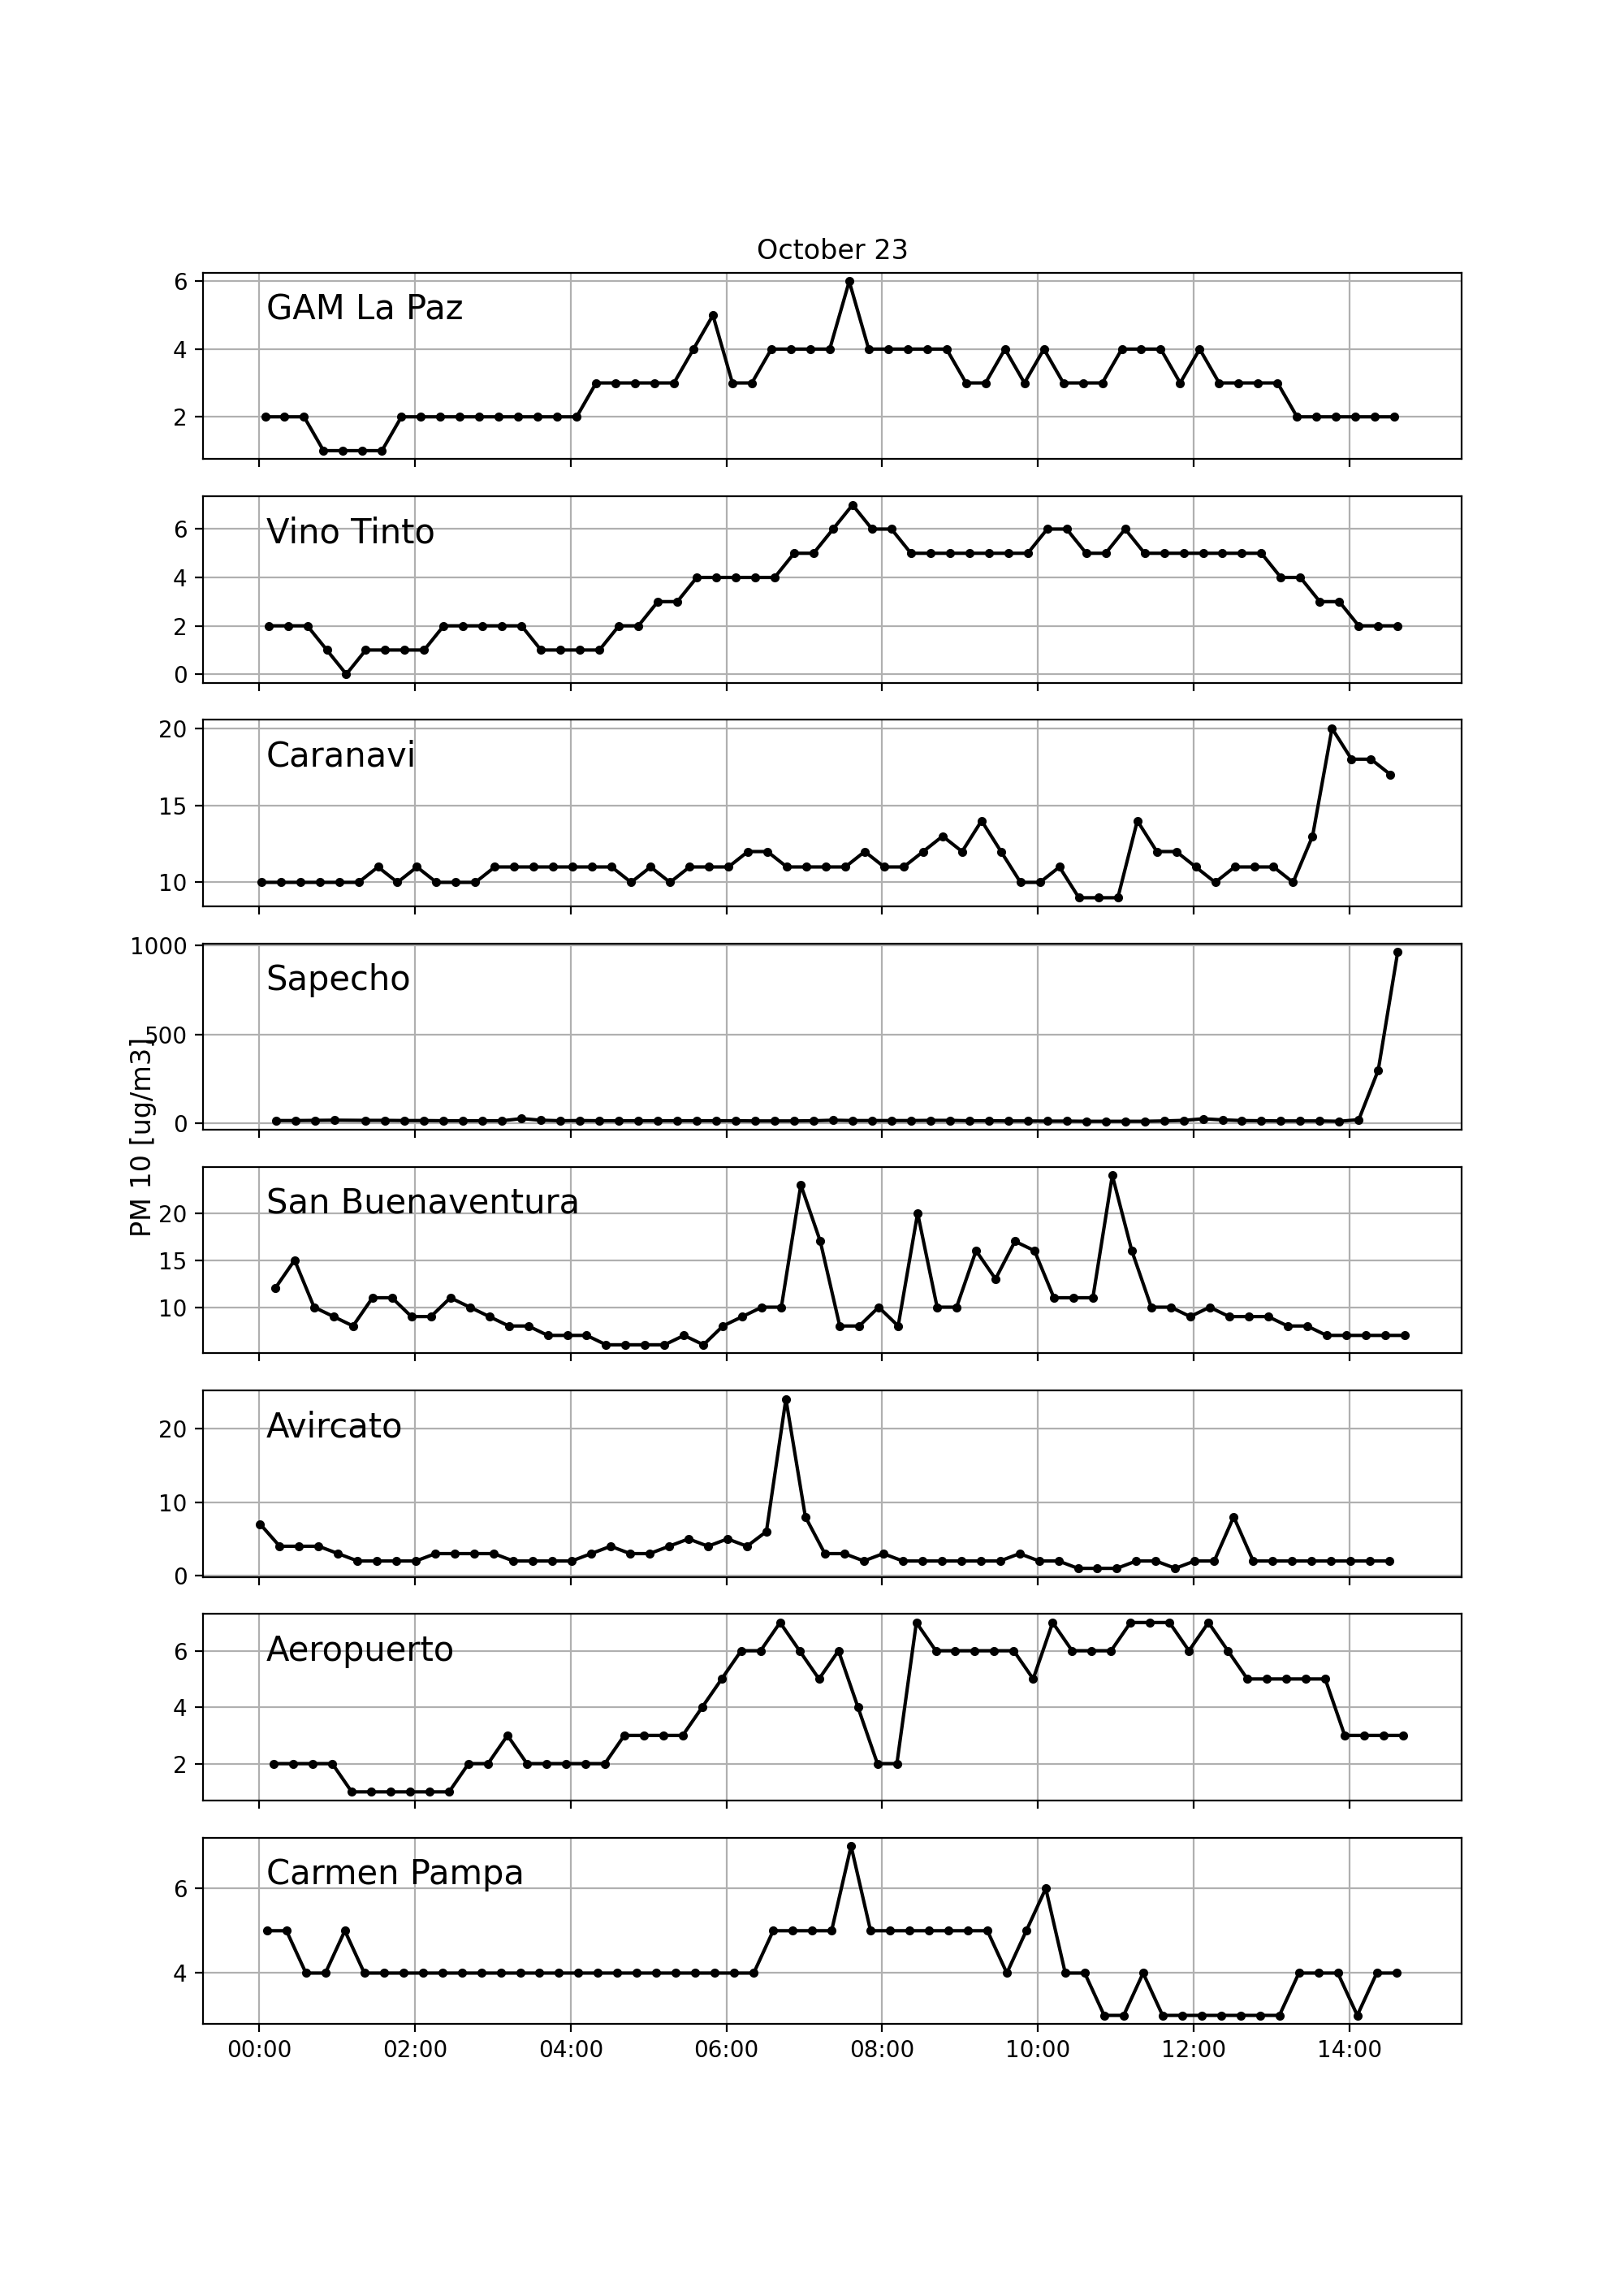 October 23
6
4
2
GAM La Paz
6
4
2
0
Vino Tinto
20
15
10
Caranavi
1000
500
0
Sapecho
PM 10 [ug/m3]
20
15
10
San Buenaventura
20
10
0
Avircato
6
4
2
Aeropuerto
6
4
Carmen Pampa
00:00 02:00 04:00 06:00 08:00 10:00 12:00 14:00